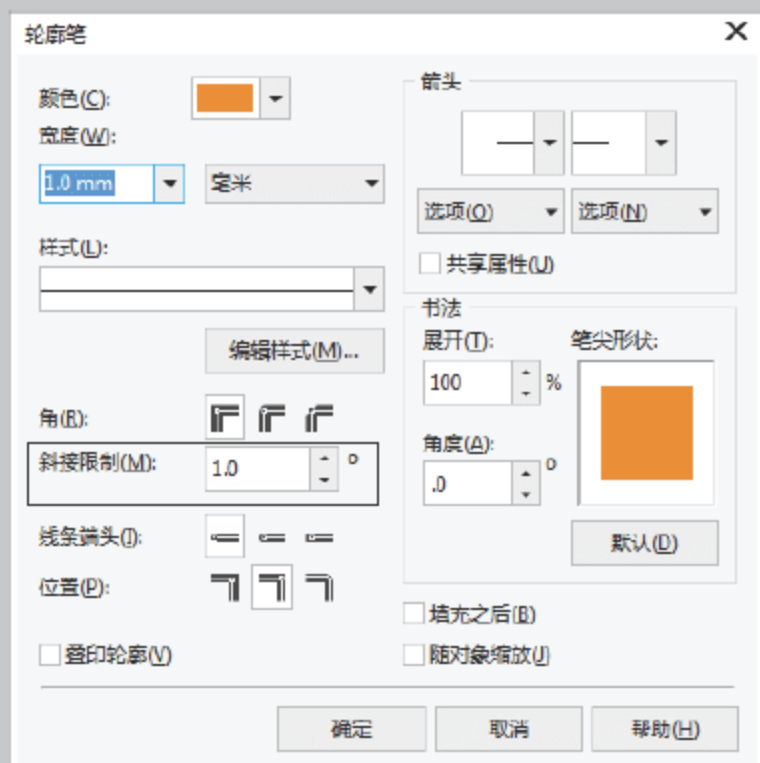 轮廓笔
颜色(C):
宽度(W):
1.0 mm
毫米
样式(L):
编辑样式(M)...
角(R):
斜接限制(M):
1.0
°
线条端头(T):
位置(P):
叠印轮廓(V)
箭头
选项(O)
选项(N)
共享属性(U)
书法
展开(T):
笔尖形状:
100
%
角度(A):
.0
°
默认(D)
填充之后(B)
随对象缩放(J)
确定
取消
帮助(H)